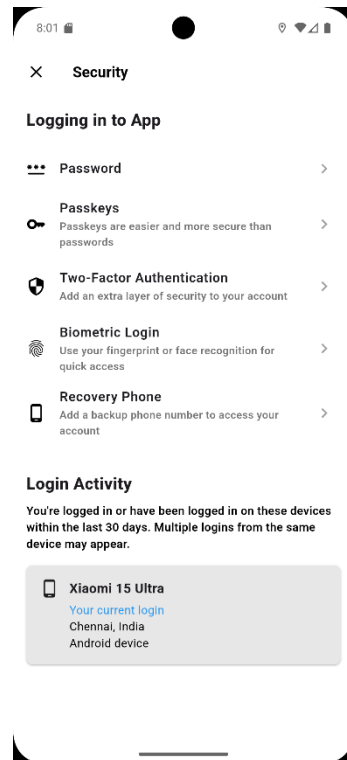 8:01
Security
Logging in to App
Password
Passkeys
Passkeys are easier and more secure than
passwords
Two-Factor Authentication
Add an extra layer of security to your account
Biometric Login
Use your fingerprint or face recognition for
quick access
Recovery Phone
Add a backup phone number to access your
account
Login Activity
You're logged in or have been logged in on these devices
within the last 30 days. Multiple logins from the same
device may appear.
Xiaomi 15 Ultra
Your current login
Chennai, India
Android device